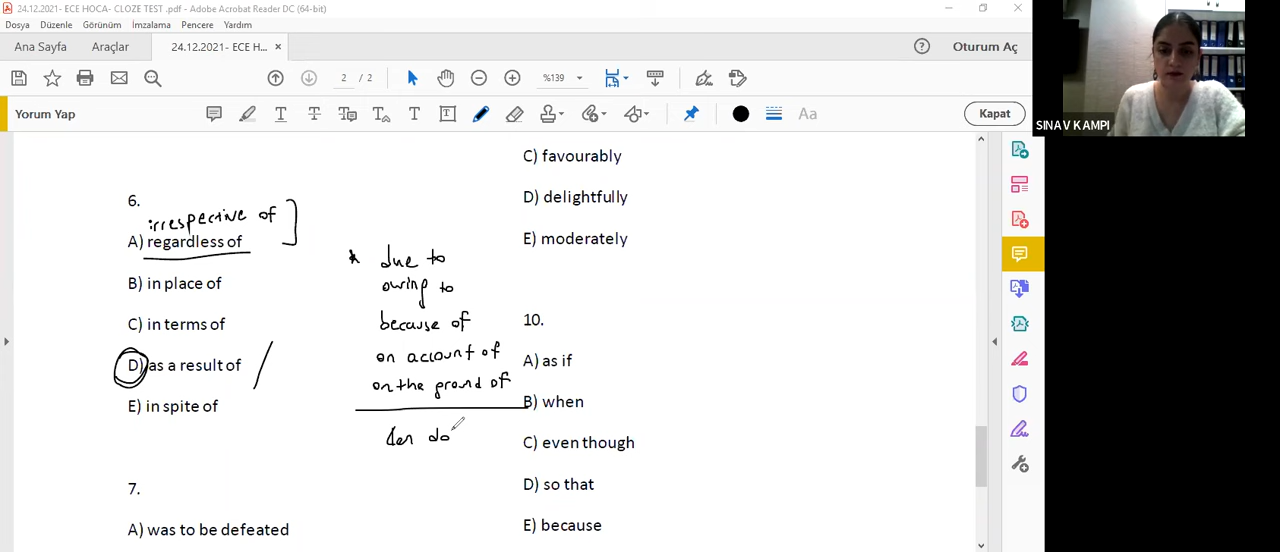 24.12.2021- ECE HOCA- CLOZE TEST .pdf - Adobe Acrobat Reader DC (64-bit)
Dosya Düzenle Görünüm İmzalama Pencere Yardım
Ana Sayfa Araçlar 24.12.2021- ECE H... × Oturum Aç
2 / 2 %139
Yorum Yap Aa Kapat
SINAV KAMPI
C) favourably
D) delightfully
E) moderately
6.
irrespective of
A) regardless of
B) in place of
C) in terms of
D) as a result of
E) in spite of
7.
A) was to be defeated
due to
owing to
because of
on account of
on the ground of
den do
10.
A) as if
B) when
C) even though
D) so that
E) because